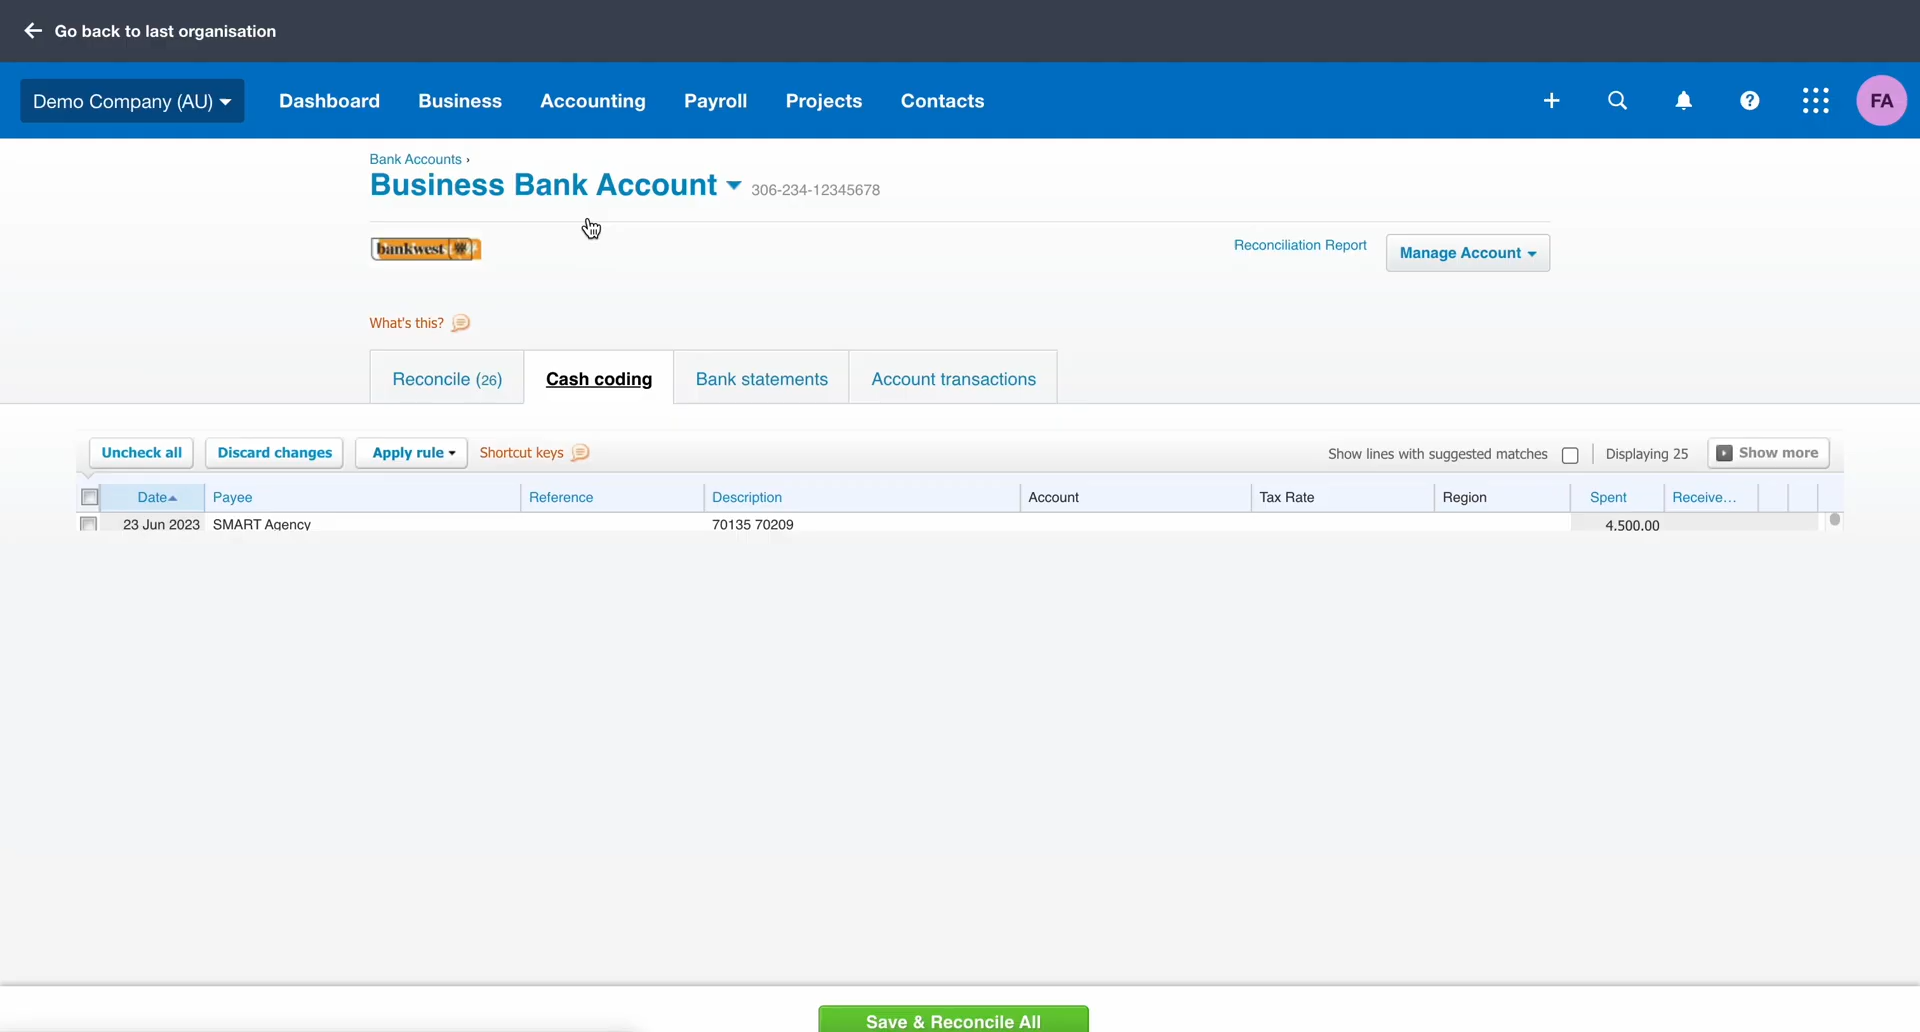 Go back to last organisation
Demo Company (AU) Dashboard Business Accounting Payroll Projects Contacts FA
Bank Accounts ›
Business Bank Account 306-234-12345678
bankwest
Reconciliation Report Manage Account
What's this?
Reconcile (26) Cash coding Bank statements Account transactions
Uncheck all Discard changes Apply rule Shortcut keys Show lines with suggested matches Displaying 25 Show more
Date Payee Reference Description Account Tax Rate Region Spent Receive...
23 Jun 2023 SMART Agency 70135 70209 4,500.00
Save & Reconcile All